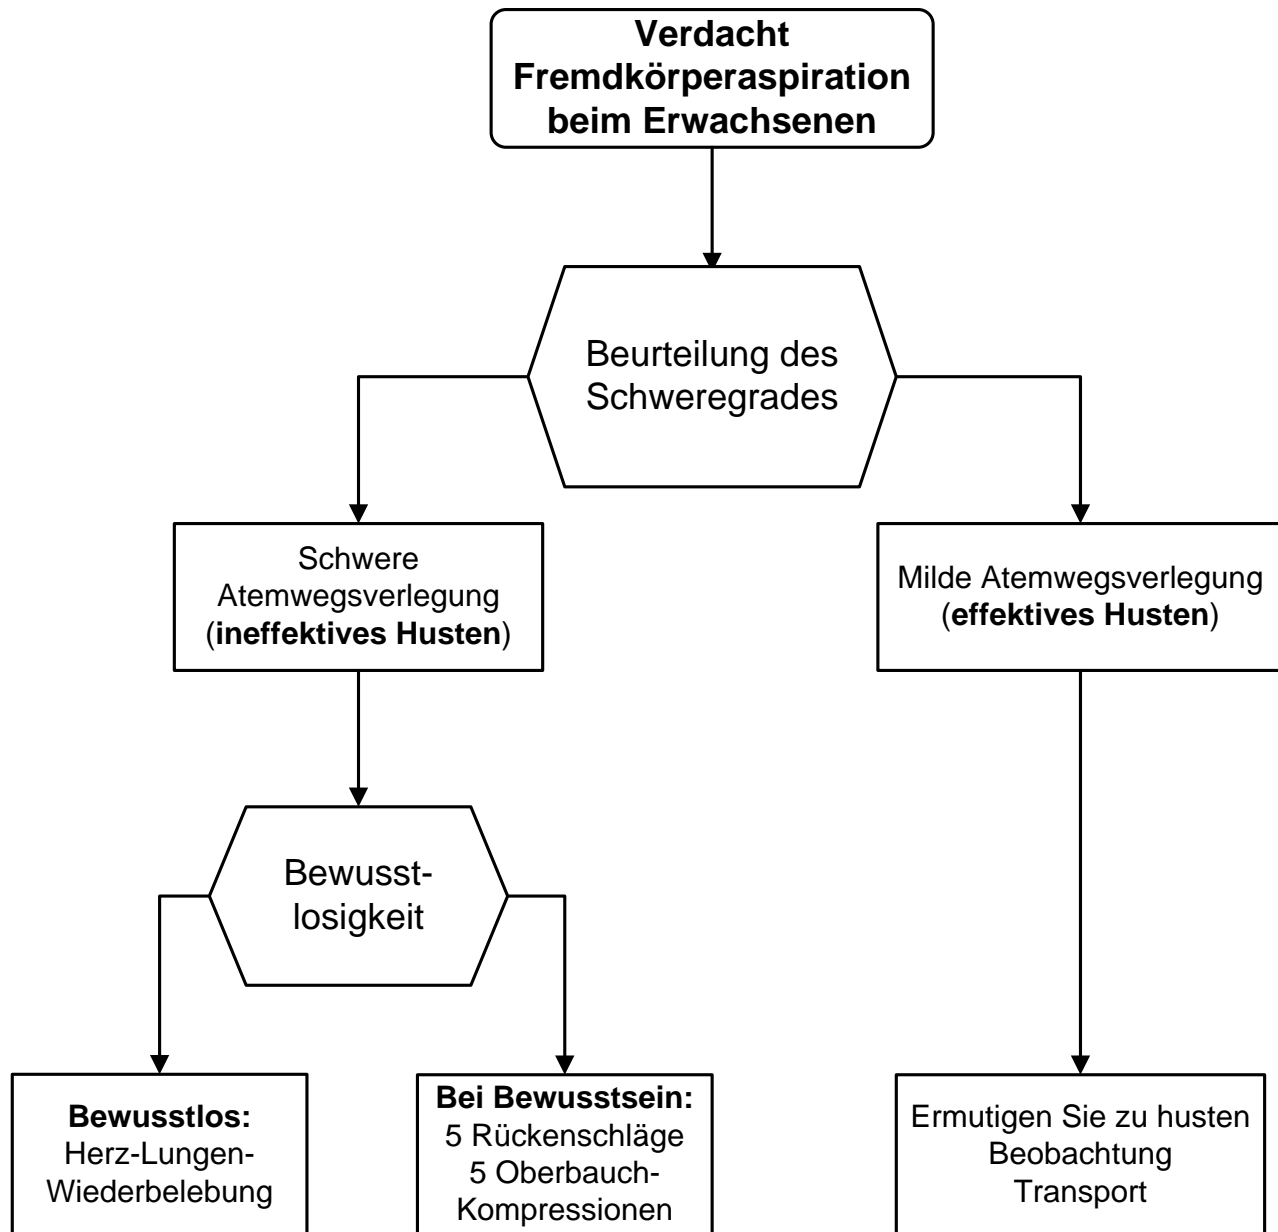 Verdacht
Fremdkörperaspiration
beim Erwachsenen
Beurteilung des
Schweregrades
Schwere
Atemwegsverlegung
(ineffektives Husten)
Milde Atemwegsverlegung
(effektives Husten)
Bewusst-
losigkeit
Bewusstlos:
Herz-Lungen-
Wiederbelebung
Bei Bewusstsein:
5 Rückenschläge
5 Oberbauch-
Kompressionen
Ermutigen Sie zu husten
Beobachtung
Transport